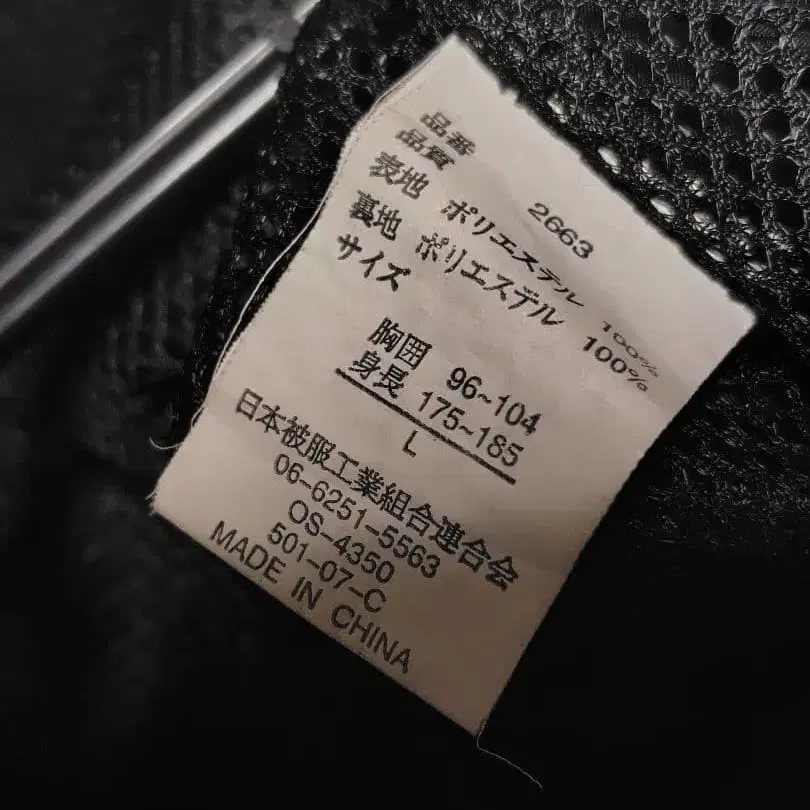 品番 2663
品質
表地 ポリエステル 100%
裏地 ポリエステル 100%
サイズ
胸囲 96~104
身長 175~185
L
日本被服工業組合連合会
06-6251-5563
OS-4350
501-07-C
MADE IN CHINA